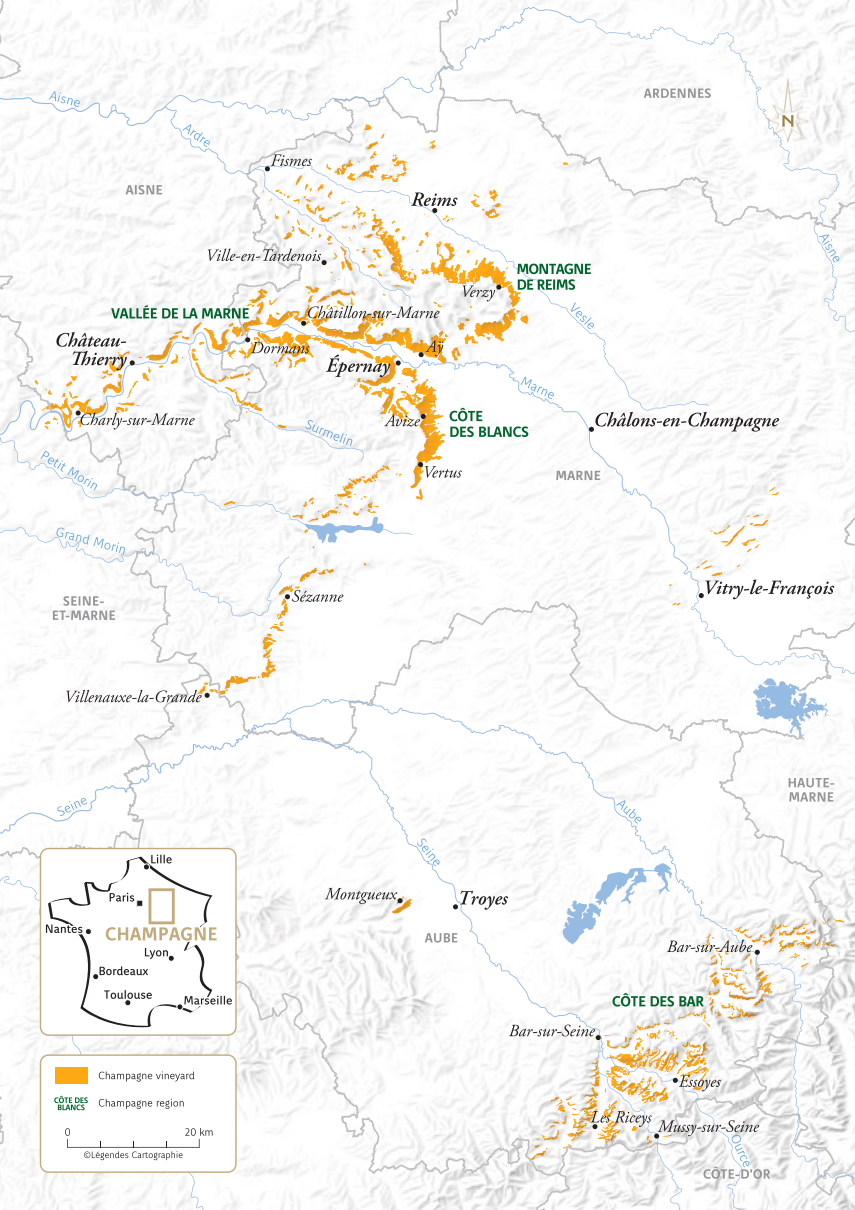 ARDENNES
N
Aisne
Ardre
Fismes
AISNE
Reims
Aisne
Ville-en-Tardenois
MONTAGNE
DE REIMS
Verzy
Vesle
VALLÉE DE LA MARNE
Châtillon-sur-Marne
Château-
Thierry
Dormans
Aÿ
Épernay
Marne
Charly-sur-Marne
Avize
CÔTE
DES BLANCS
Châlons-en-Champagne
Surmelin
Petit Morin
Vertus
MARNE
Grand Morin
Vitry-le-François
SEINE-
ET-MARNE
Sézanne
Villenauxe-la-Grande
HAUTE-
MARNE
Seine
Aube
Seine
Montgueux
Troyes
AUBE
Bar-sur-Aube
CÔTE DES BAR
Bar-sur-Seine
Essoyes
Les Riceys
Mussy-sur-Seine
Ource
CÔTE-D'OR
Lille
Paris
Nantes
CHAMPAGNE
Lyon
Bordeaux
Toulouse
Marseille
Champagne vineyard
CÔTE DES
BLANCS
Champagne region
0
20 km
©Légendes Cartographie